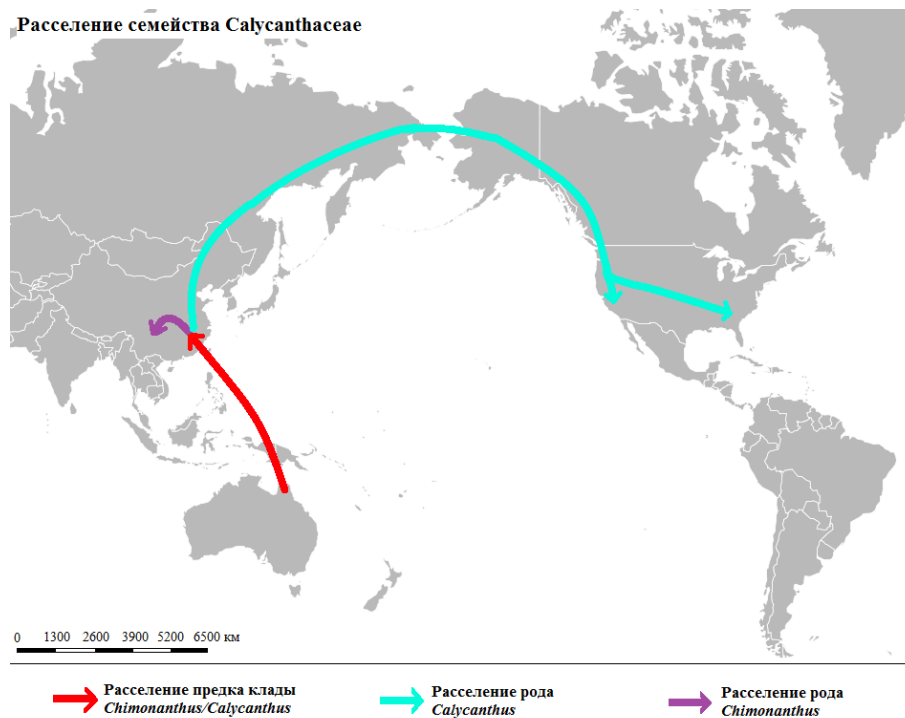 Расселение семейства Calycanthaceae
0 1300 2600 3900 5200 6500 км
Расселение предка клады
Chimonanthus/Calycanthus
Расселение рода
Calycanthus
Расселение рода
Chimonanthus